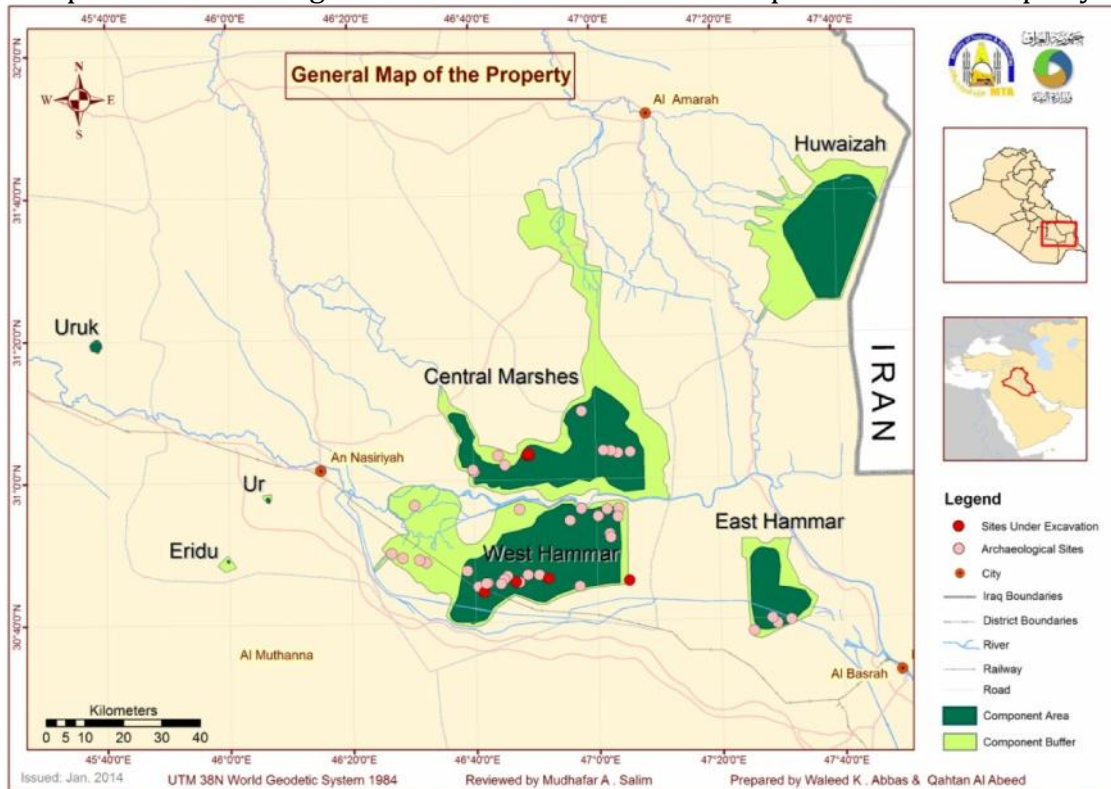 45°40'0"E 46°0'0"E 46°20'0"E 46°40'0"E 47°0'0"E 47°20'0"E 47°40'0"E
General Map of the Property
N
W E
S
32°0'0"N
31°40'0"N
31°20'0"N
31°0'0"N
30°40'0"N
Al Amarah
Huwaizah
Uruk
Central Marshes
IRAN
An Nasiriyah
Ur
Eridu
West Hammar
East Hammar
Al Muthanna
Al Basrah
Kilometers
0 5 10 20 30 40
45°40'0"E 46°0'0"E 46°20'0"E 46°40'0"E 47°0'0"E 47°20'0"E 47°40'0"E
Issued: Jan. 2014 UTM 38N World Geodetic System 1984 Reviewed by Mudhafar A. Salim Prepared by Waleed K. Abbas & Qahtan Al Abeed
MTA
جمهورية العراق
وزارة البيئة
Legend
Sites Under Excavation
Archaeological Sites
City
Iraq Boundaries
District Boundaries
River
Railway
Road
Component Area
Component Buffer